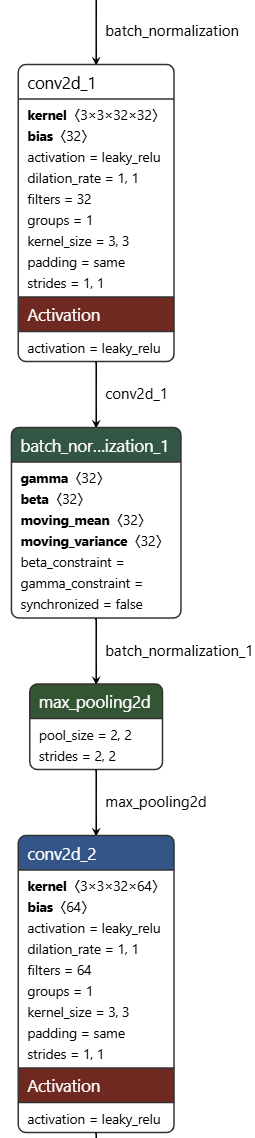 batch_normalization
conv2d_1
kernel 〈3×3×32×32〉
bias 〈32〉
activation = leaky_relu
dilation_rate = 1, 1
filters = 32
groups = 1
kernel_size = 3, 3
padding = same
strides = 1, 1
Activation
activation = leaky_relu
conv2d_1
batch_nor…ization_1
gamma 〈32〉
beta 〈32〉
moving_mean 〈32〉
moving_variance 〈32〉
beta_constraint =
gamma_constraint =
synchronized = false
batch_normalization_1
max_pooling2d
pool_size = 2, 2
strides = 2, 2
max_pooling2d
conv2d_2
kernel 〈3×3×32×64〉
bias 〈64〉
activation = leaky_relu
dilation_rate = 1, 1
filters = 64
groups = 1
kernel_size = 3, 3
padding = same
strides = 1, 1
Activation
activation = leaky_relu